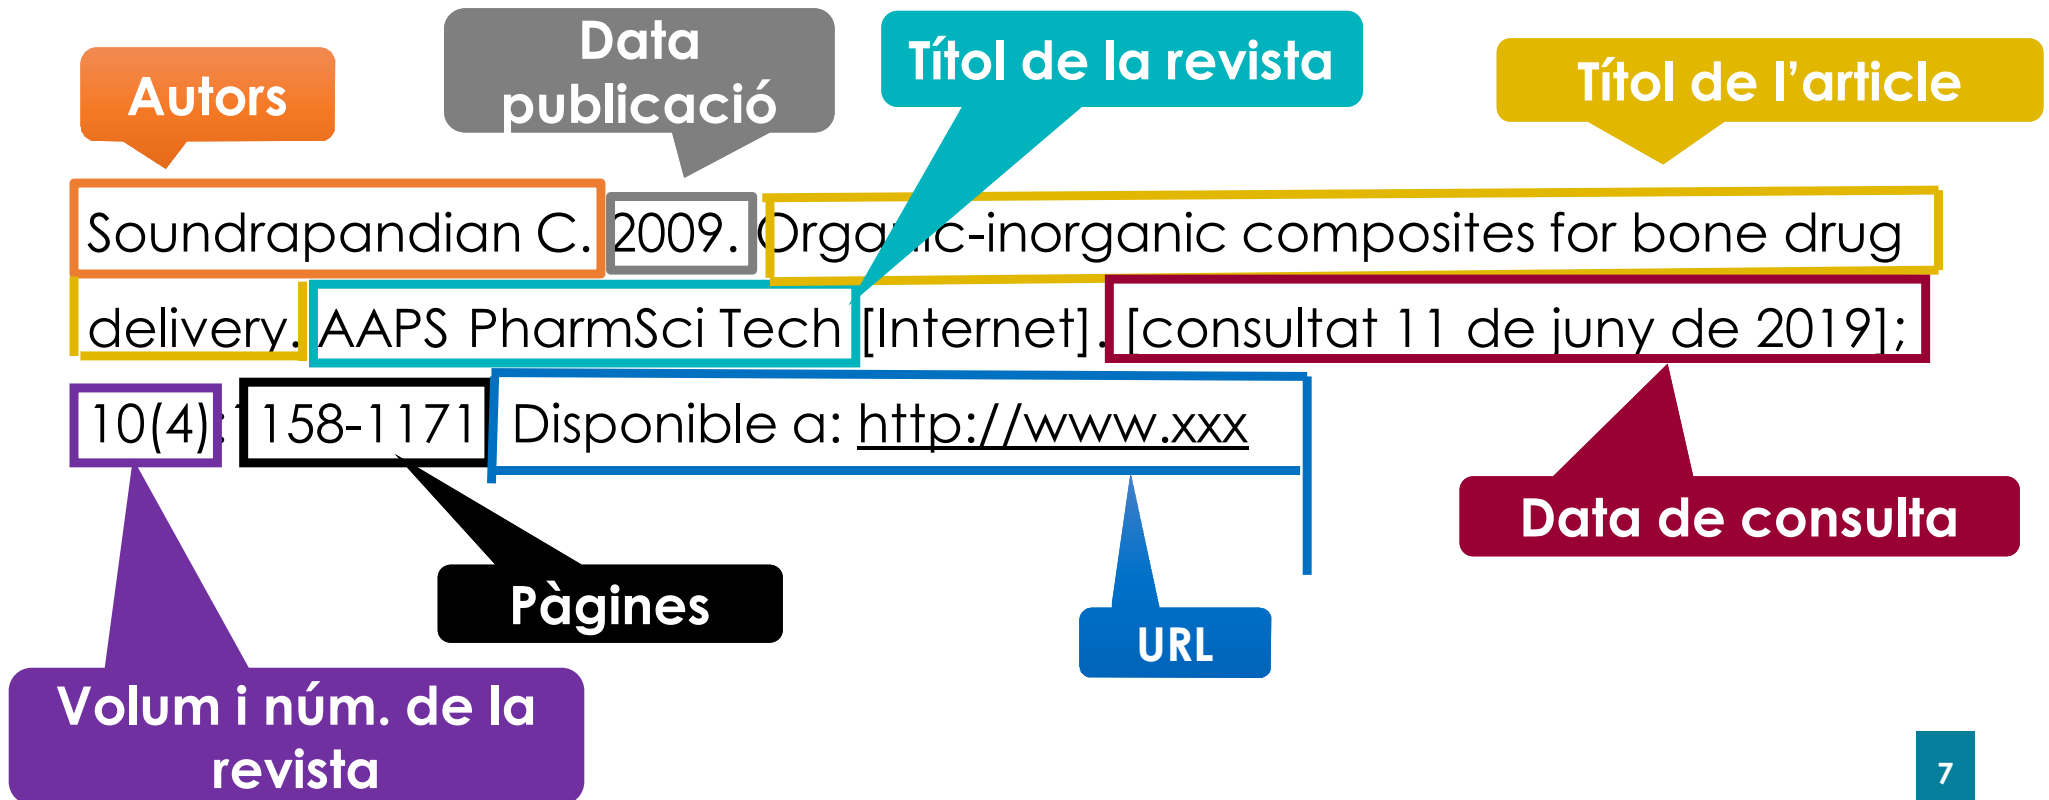 Data
publicació
Títol de la revista
Títol de l'article
Autors
Soundrapandian C. 2009. Organic-inorganic composites for bone drug
delivery. AAPS PharmSci Tech [Internet]. [consultat 11 de juny de 2019];
10(4):1158-1171 Disponible a: http://www.xxx
Data de consulta
Pàgines
URL
Volum i núm. de la
revista
7